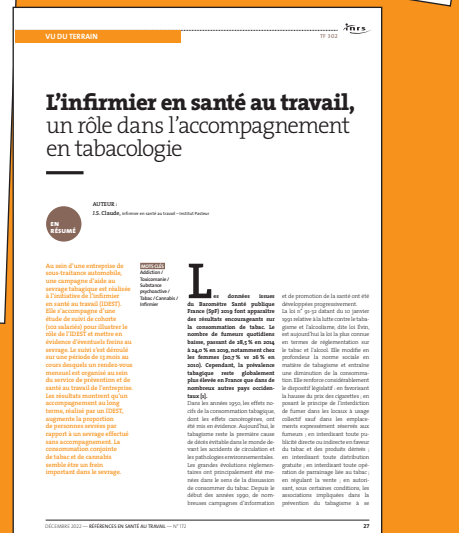 VU DU TERRAIN
inrs
TF 302
L'infirmier en santé au travail,
un rôle dans l'accompagnement
en tabacologie
EN
RÉSUMÉ
AUTEUR :
J.S. Claude, infirmier en santé au travail – Institut Pasteur
Au sein d'une entreprise de
sous-traitance automobile,
une campagne d'aide au
sevrage tabagique est réalisée
à l'initiative de l'infirmier
en santé au travail (IDEST).
Elle s'accompagne d'une
étude de suivi de cohorte
(102 salariés) pour illustrer le
rôle de l'IDEST et mettre en
évidence d'éventuels freins au
sevrage. Le suivi s'est déroulé
sur une période de 13 mois au
cours desquels un rendez-vous
mensuel est organisé au sein
du service de prévention et de
santé au travail de l'entreprise.
Les résultats montrent qu'un
accompagnement au long
terme, réalisé par un IDEST,
augmente la proportion
de personnes sevrées par
rapport à un sevrage effectué
sans accompagnement. La
consommation conjointe
de tabac et de cannabis
semble être un frein
important dans le sevrage.
MOTS CLÉS
Addiction /
Toxicomanie /
Substance
psychoactive /
Tabac / Cannabis /
Infirmier
Les données issues
du Baromètre Santé publique
France (SpF) 2019 font apparaître
des résultats encourageants sur
la consommation de tabac. Le
nombre de fumeurs quotidiens
baisse, passant de 28,5 % en 2014
à 24,0 % en 2019, notamment chez
les femmes (20,7 % vs 26 % en
2010). Cependant, la prévalence
tabagique reste globalement
plus élevée en France que dans de
nombreux autres pays occiden-
taux [1].
Dans les années 1950, les effets no-
cifs de la consommation tabagique,
dont les effets cancérogènes, ont
été mis en évidence. Aujourd'hui, le
tabagisme reste la première cause
de décès évitable dans le monde de-
vant les accidents de circulation et
les pathologies environnementales.
Les grandes évolutions réglemen-
taires ont principalement été me-
nées dans le sens de la dissuasion
de consommer du tabac. Depuis le
début des années 1990, de nom-
breuses campagnes d'information
et de promotion de la santé ont été
développées progressivement.
La loi n° 91-32 datant du 10 janvier
1991 relative à la lutte contre le taba-
gisme et l'alcoolisme, dite loi Évin,
est aujourd'hui la plus connue
en termes de réglementation sur
le tabac et l'alcool. Elle modifie en
profondeur la norme sociale en
matière de tabagisme et entraîne
une diminution de la consomma-
tion. Elle renforce considérablement
le dispositif législatif : en favorisant
la hausse du prix des cigarettes ; en
posant le principe de l'interdiction
de fumer dans les locaux à usage
collectif sauf dans les emplace-
ments expressément réservés aux
fumeurs ; en interdisant toute pu-
blicité directe ou indirecte en faveur
du tabac et des produits dérivés ;
en interdisant toute distribution
gratuite ; en interdisant toute opé-
ration de parrainage liée au tabac ;
en régulant la vente ; en autori-
sant, sous certaines conditions, les
associations impliquées dans la
prévention du tabagisme à se
DÉCEMBRE 2022 — RÉFÉRENCES EN SANTÉ AU TRAVAIL — N° 172
27